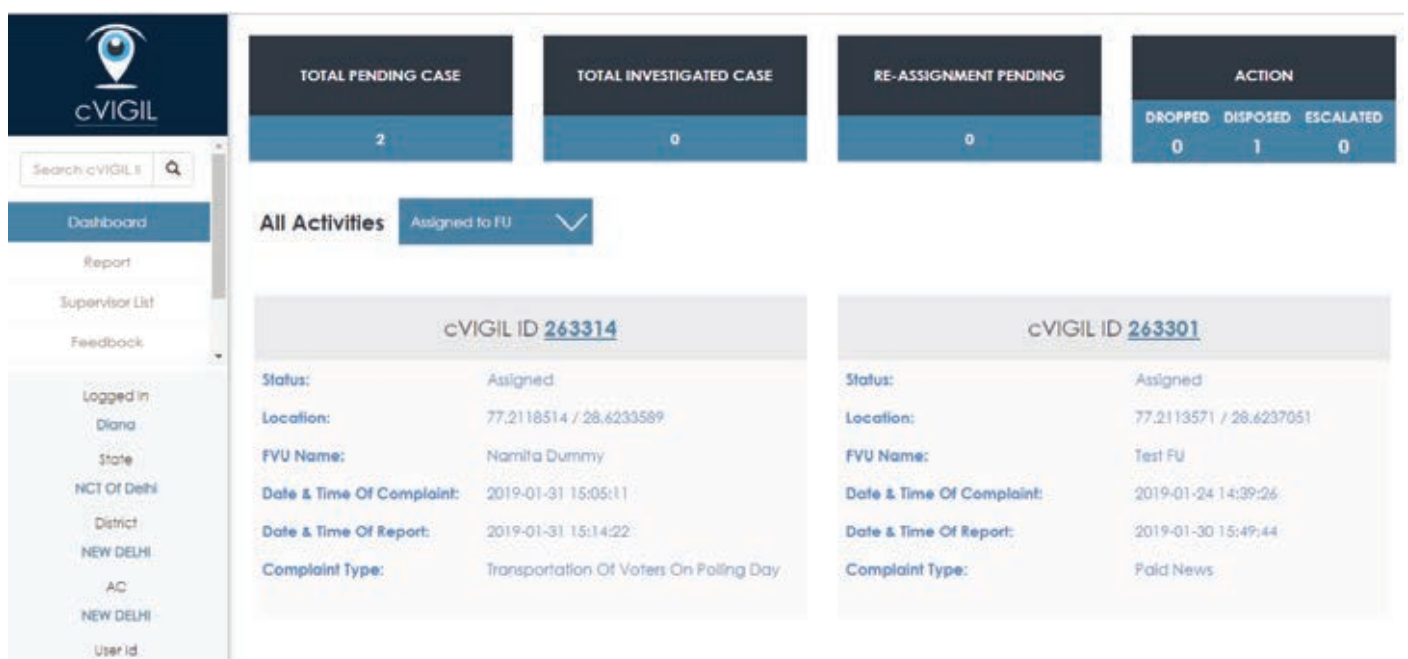 cVIGIL
Search cVIGIL I
Dashboard
Report
Supervisor List
Feedback
Logged in
Diana
State
NCT Of Delhi
District
NEW DELHI
AC
NEW DELHI
User Id
TOTAL PENDING CASE
2
TOTAL INVESTIGATED CASE
0
RE-ASSIGNMENT PENDING
0
ACTION
DROPPED DISPOSED ESCALATED
0 1 0
All Activities Assigned to FU
cVIGIL ID 263314
Status: Assigned
Location: 77.2118514 / 28.6233589
FVU Name: Namita Dummy
Date & Time Of Complaint: 2019-01-31 15:05:11
Date & Time Of Report: 2019-01-31 15:14:22
Complaint Type: Transportation Of Voters On Polling Day
cVIGIL ID 263301
Status: Assigned
Location: 77.2113571 / 28.6237051
FVU Name: Test FU
Date & Time Of Complaint: 2019-01-24 14:39:26
Date & Time Of Report: 2019-01-30 15:49:44
Complaint Type: Paid News